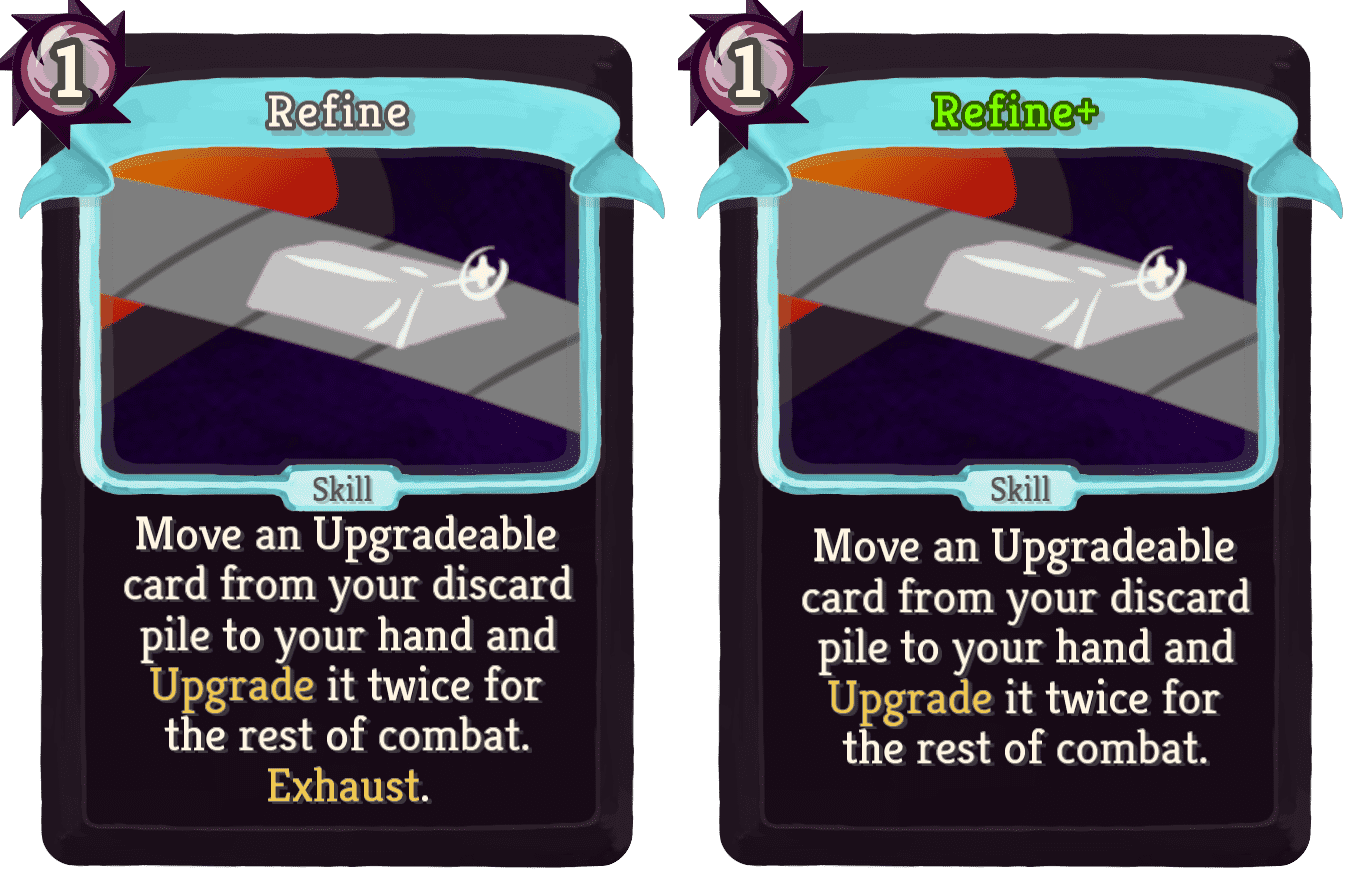 1
Refine
Skill
Move an Upgradeable
card from your discard
pile to your hand and
Upgrade it twice for
the rest of combat.
Exhaust.
1
Refine+
Skill
Move an Upgradeable
card from your discard
pile to your hand and
Upgrade it twice for
the rest of combat.